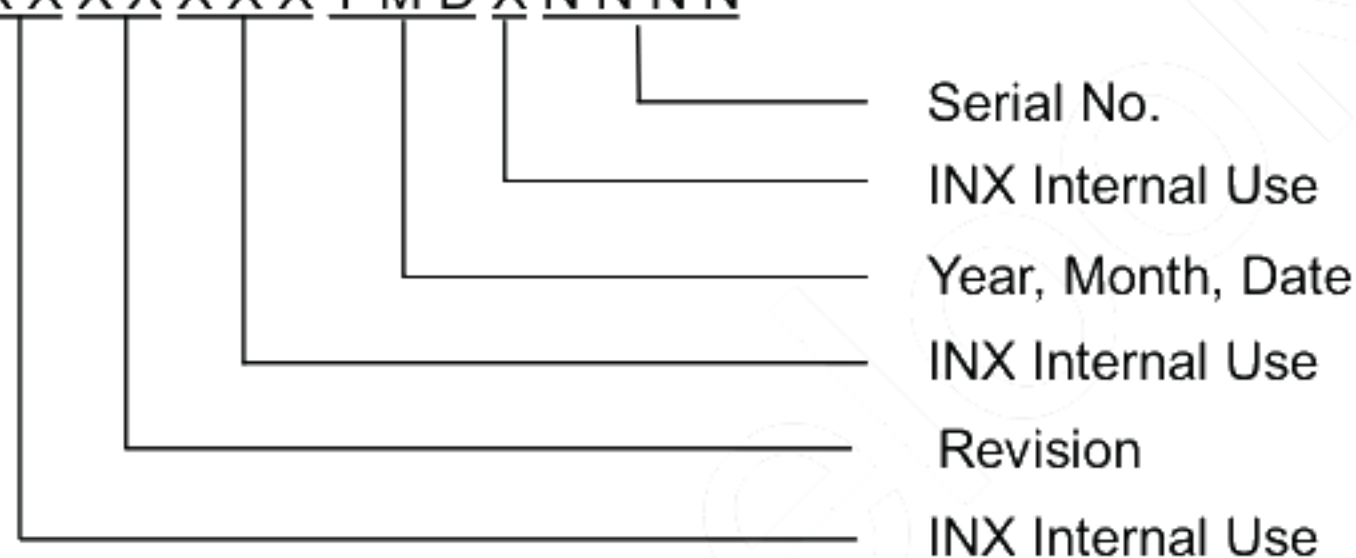 X X X X X X X Y M D X N N N N
Serial No.
INX Internal Use
Year, Month, Date
INX Internal Use
Revision
INX Internal Use